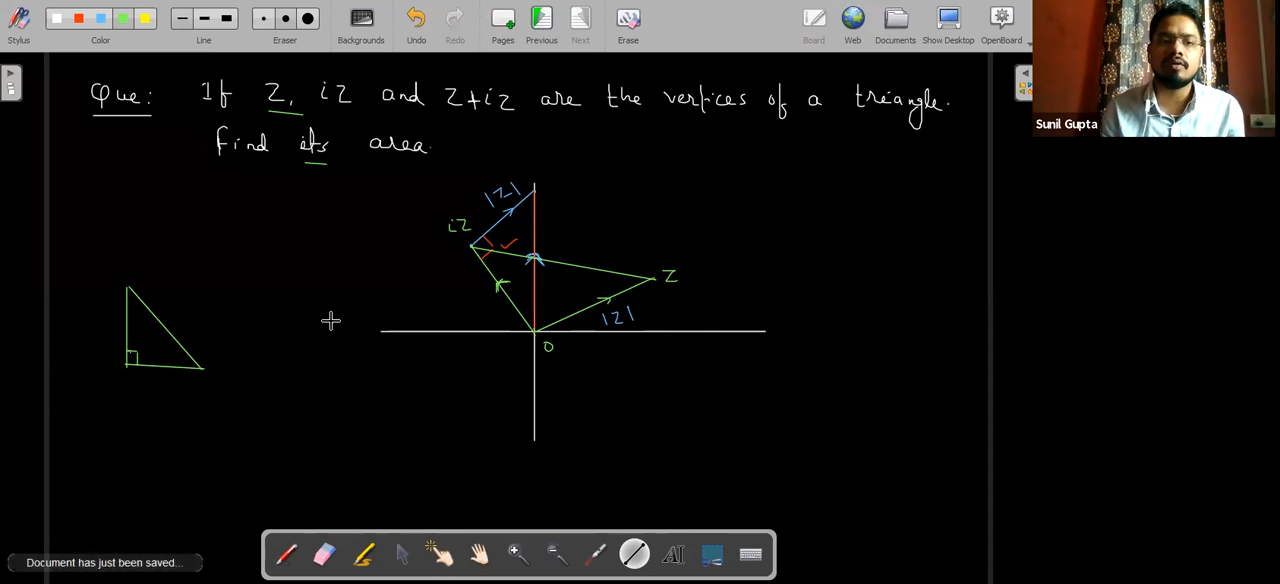 Stylus
Color
Line
Eraser
Backgrounds
Undo
Redo
Pages
Previous
Next
Erase
Board
Web
Documents
Show Desktop
OpenBoard
Sunil Gupta
Que: If Z, iZ and Z+iZ are the vertices of a triangle.
Find its area.
|Z|
iZ
Z
|Z|
O
AI
Document has just been saved...